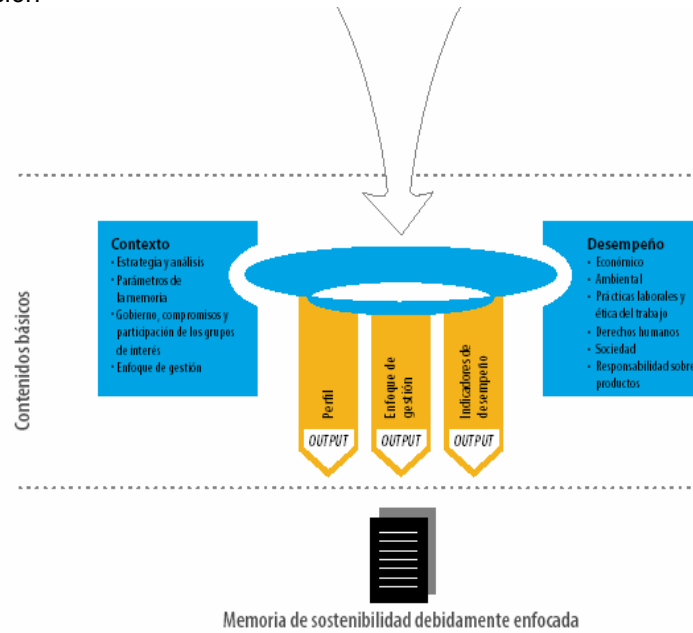 Contenidos básicos
Contexto
• Estrategia y análisis
• Parámetros de
la memoria
• Gobierno, compromisos y
participación de los grupos
de interés
• Enfoque de gestión
Perfil
OUTPUT
Enfoque de
gestión
OUTPUT
Indicadores de
desempeño
OUTPUT
Desempeño
• Económico
• Ambiental
• Prácticas laborales y
ética del trabajo
• Derechos humanos
• Sociedad
• Responsabilidad sobre
productos
Memoria de sostenibilidad debidamente enfocada